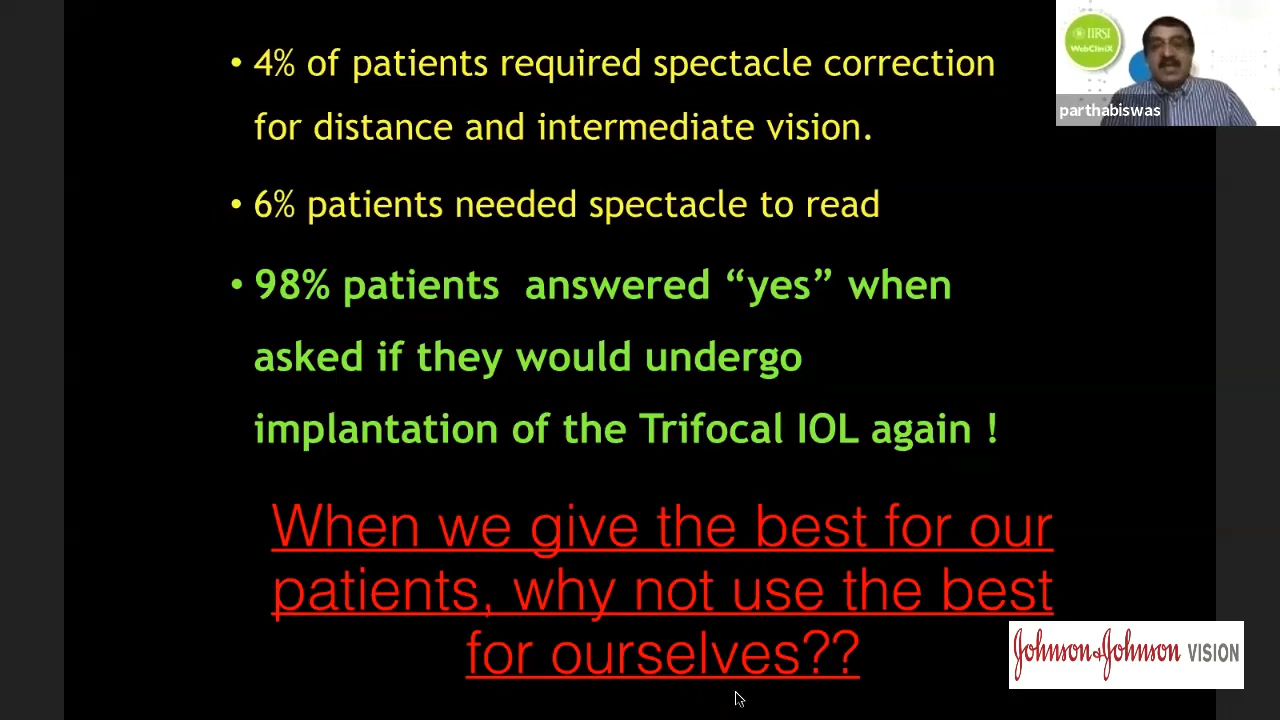 • 4% of patients required spectacle correction
for distance and intermediate vision.
• 6% patients needed spectacle to read
• 98% patients answered “yes” when
asked if they would undergo
implantation of the Trifocal IOL again !
When we give the best for our
patients, why not use the best
for ourselves??
IIRSI
WebCliniX
parthabiswas
Johnson & Johnson VISION